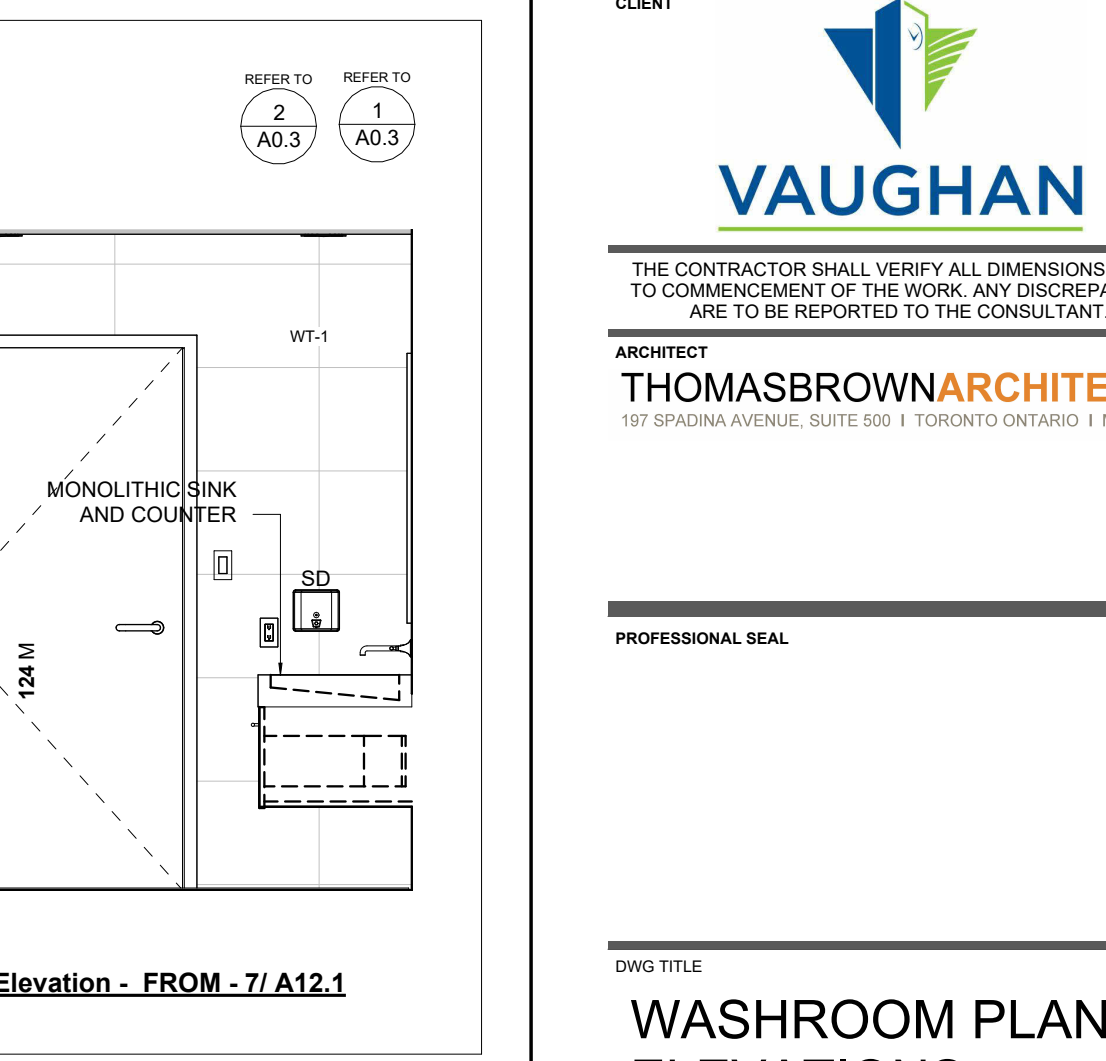 REFER TO
2
A0.3
REFER TO
1
A0.3
WT-1
MONOLITHIC SINK
AND COUNTER
SD
124 M
Elevation - FROM - 7/ A12.1
CLIENT
VAUGHAN
THE CONTRACTOR SHALL VERIFY ALL DIMENSIONS
TO COMMENCEMENT OF THE WORK. ANY
ARE TO BE REPORTED TO THE CONSULTANT.
ARCHITECT
THOMASBROWN
197 SPADINA AVENUE, SUITE 500 I TORONTO ONTARIO I
PROFESSIONAL SEAL
DWG TITLE
WASHROOM PLAN